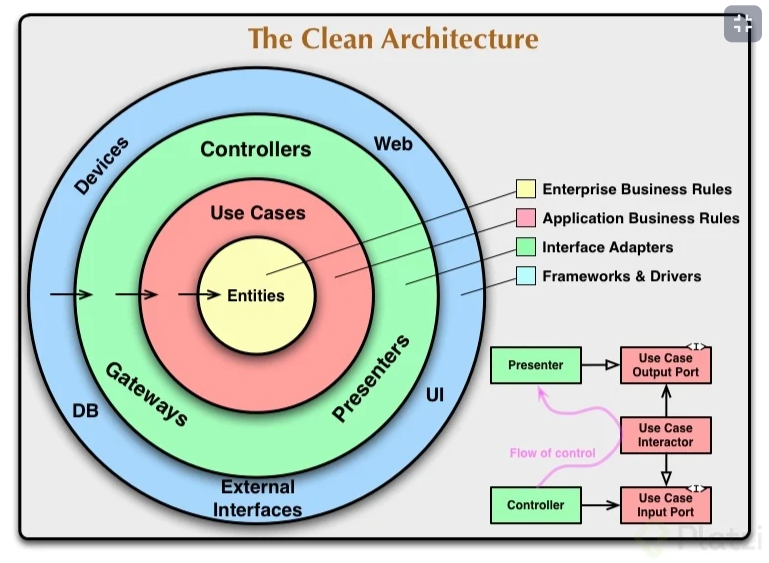 The Clean Architecture
Devices
Web
Controllers
Use Cases
Entities
Gateways
Presenters
DB
UI
External
Interfaces
Enterprise Business Rules
Application Business Rules
Interface Adapters
Frameworks & Drivers
Presenter
<I>
Use Case
Output Port
Use Case
Interactor
Flow of control
Controller
<I>
Use Case
Input Port
Platzi